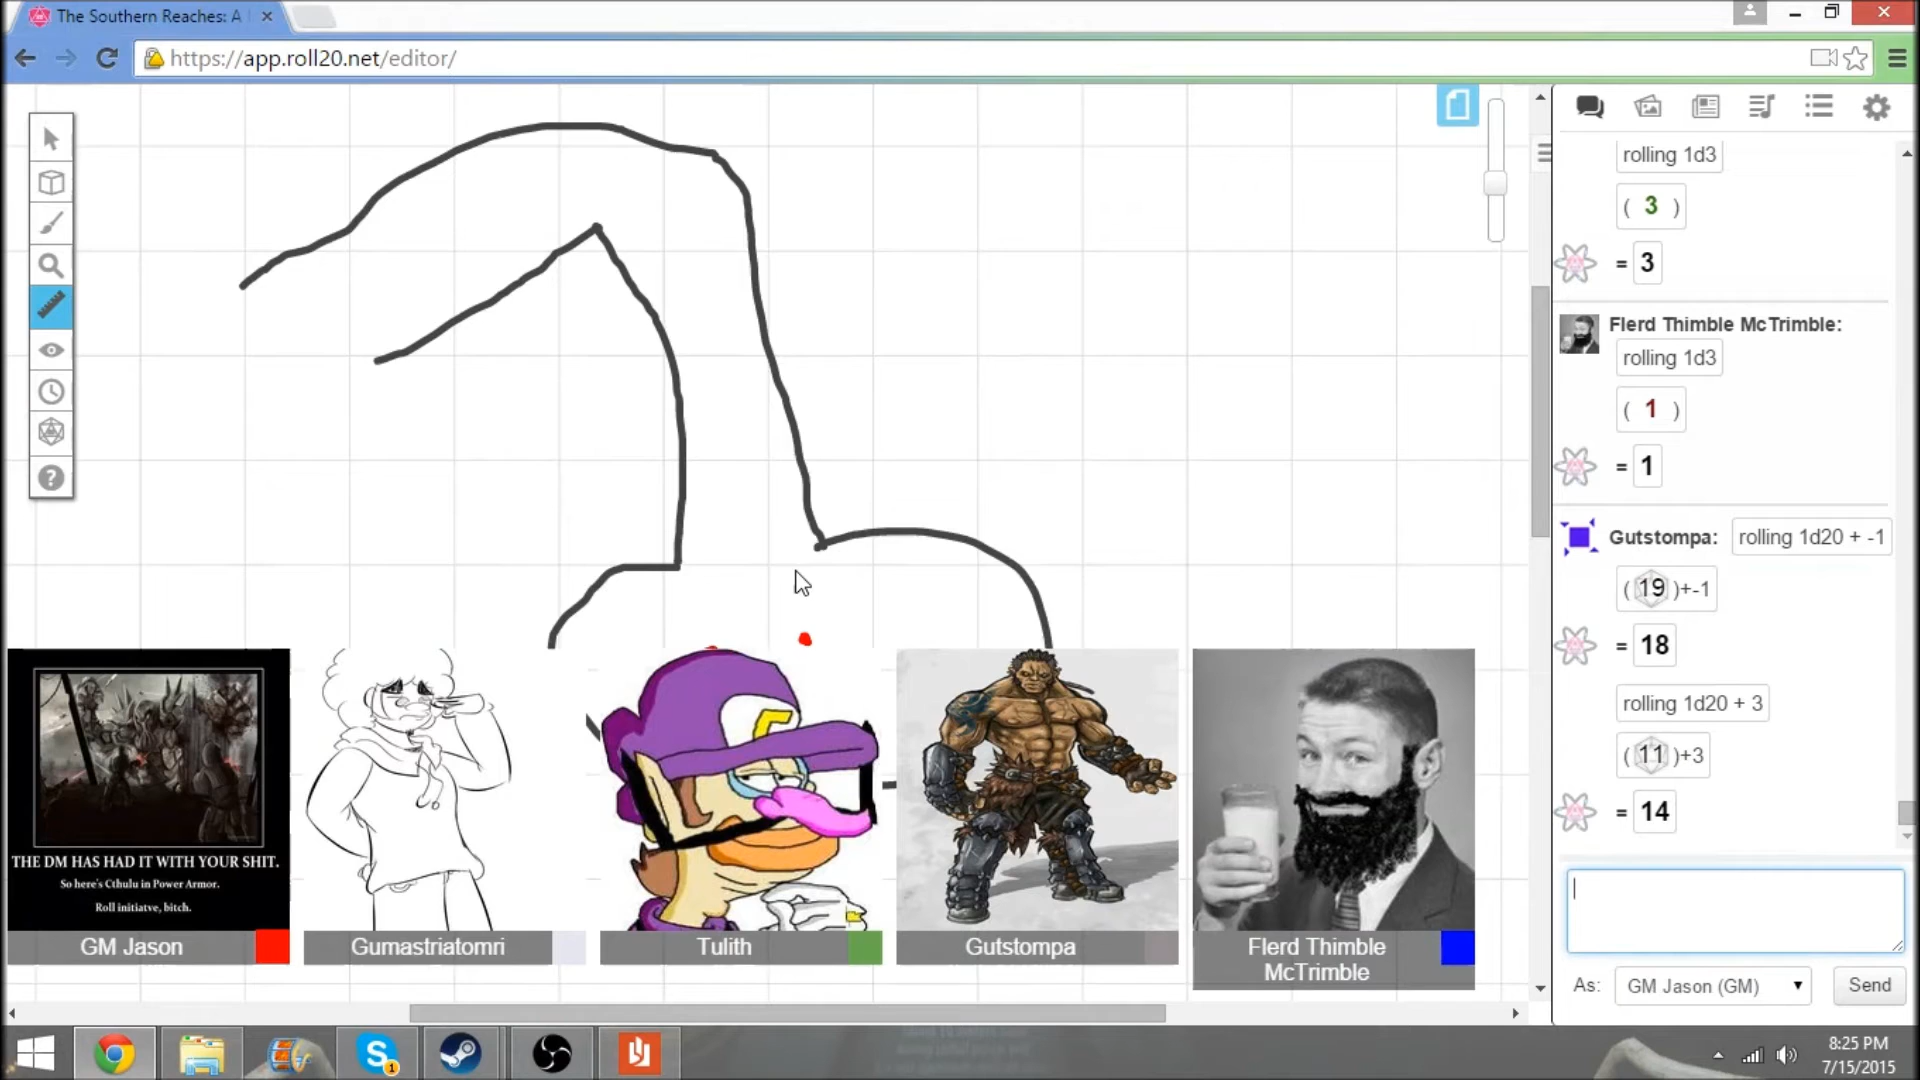 The Southern Reaches: A
https://app.roll20.net/editor/
rolling 1d3
( 3 )
= 3
Flerd Thimble McTrimble:
rolling 1d3
( 1 )
= 1
Gutstompa: rolling 1d20 + -1
(19)+-1
= 18
rolling 1d20 + 3
(11)+3
= 14
THE DM HAS HAD IT WITH YOUR SHIT.
So here's Cthulu in Power Armor.
Roll initiatve, bitch.
GM Jason
Gumastriatomri
Tulith
Gutstompa
Flerd Thimble
McTrimble
As: GM Jason (GM) Send
8:25 PM
7/15/2015